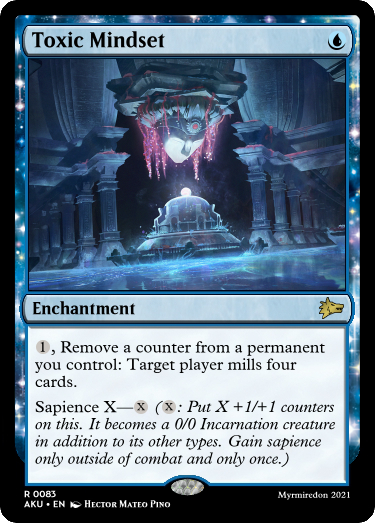 Toxic Mindset
Enchantment
1, Remove a counter from a permanent
you control: Target player mills four
cards.
Sapience X—X (X: Put X +1/+1 counters
on this. It becomes a 0/0 Incarnation creature
in addition to its other types. Gain sapience
only outside of combat and only once.)
R 0083
AKU • EN Hector Mateo Pino
Myrmiredon 2021